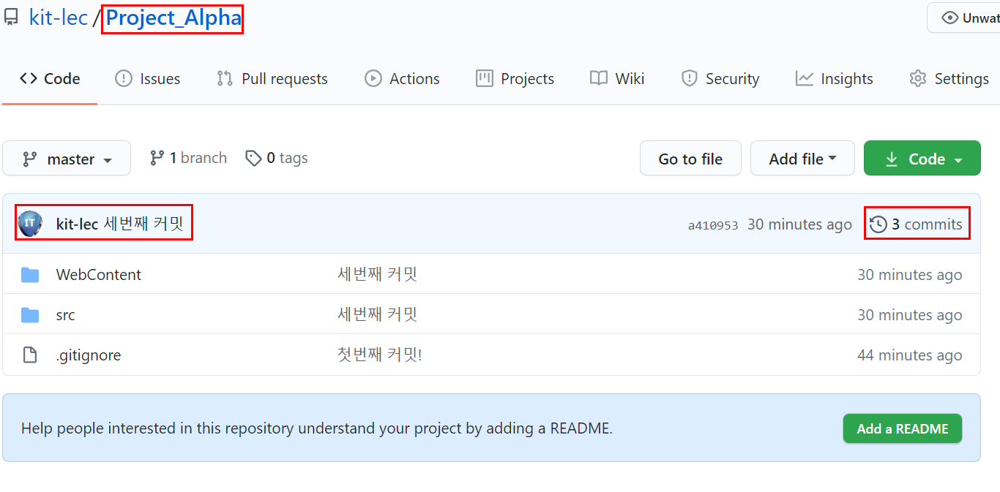 kit-lec / Project_Alpha
Unwat
Code Issues Pull requests Actions Projects Wiki Security Insights Settings
master 1 branch 0 tags Go to file Add file Code
IT kit-lec 세번째 커밋 a410953 30 minutes ago 3 commits
WebContent 세번째 커밋 30 minutes ago
src 세번째 커밋 30 minutes ago
.gitignore 첫번째 커밋! 44 minutes ago
Help people interested in this repository understand your project by adding a README. Add a README